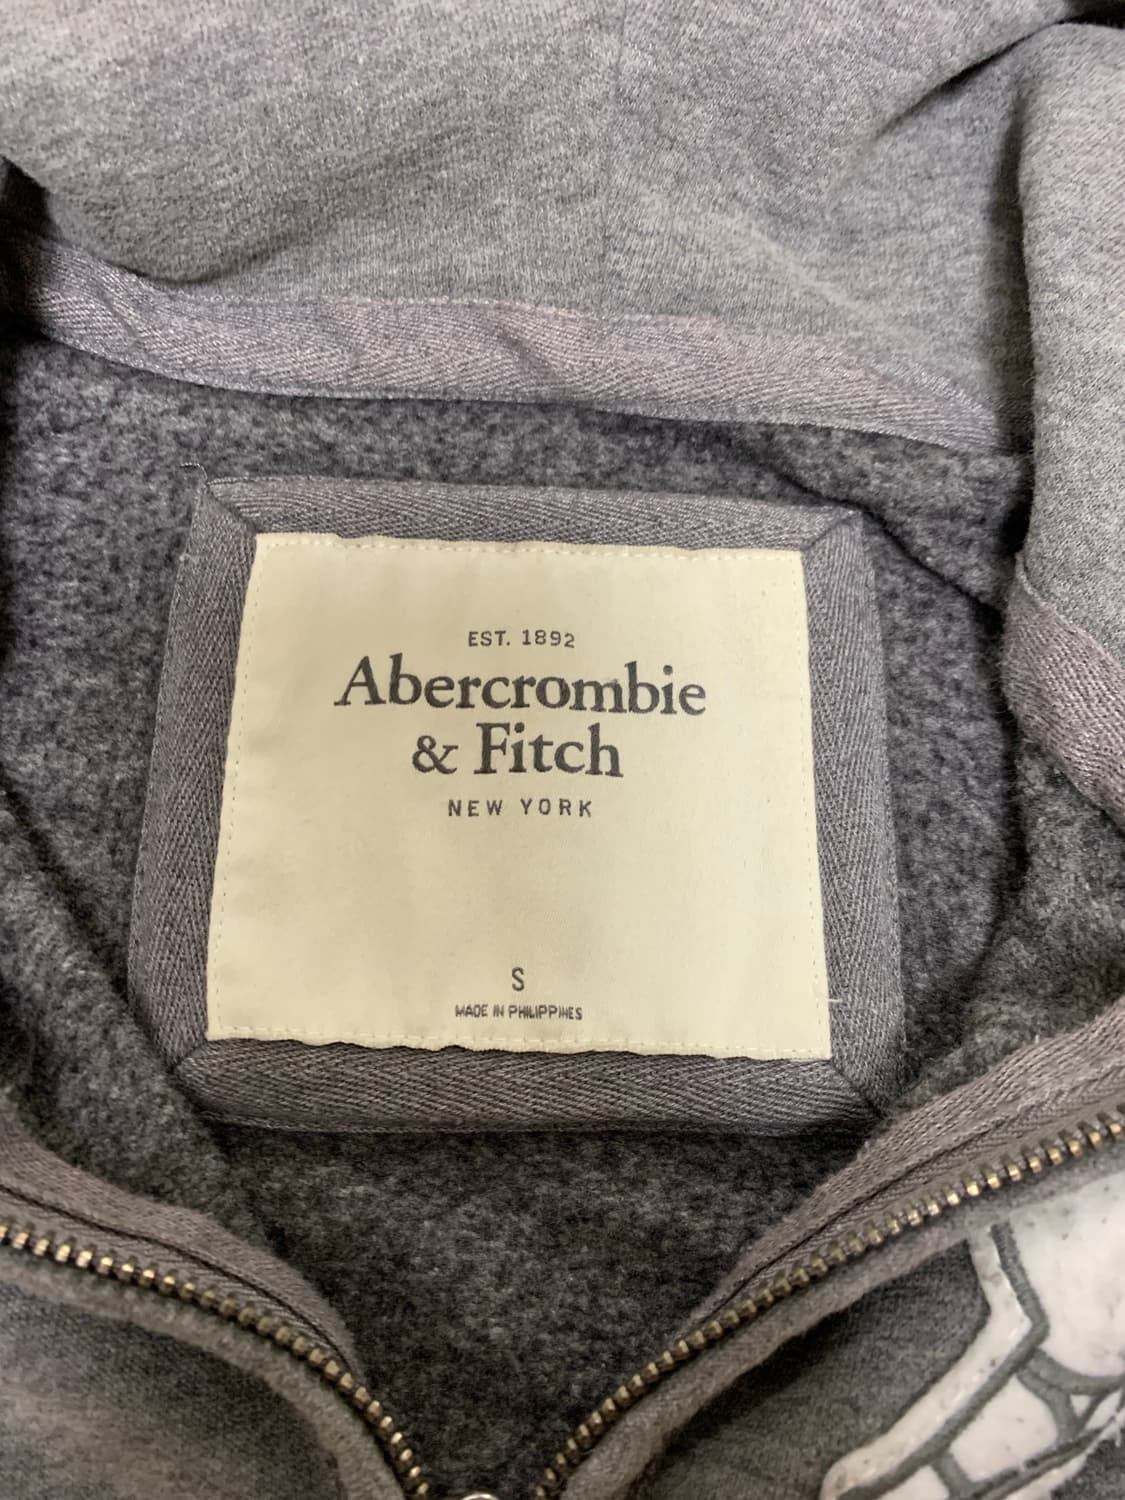 EST. 1892
Abercrombie
& Fitch
NEW YORK
S
MADE IN PHILIPPINES